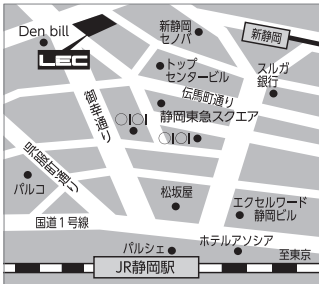 Den bill
新静岡
セノバ
新静岡
LEC
トップ
センタービル
スルガ
銀行
伝馬町通り
御幸通り
静岡東急スクエア
OIOI
OIOI
呉服町通り
パルコ
松坂屋
エクセルワード
静岡ビル
国道1号線
パルシェ
ホテルアソシア
至東京
JR静岡駅